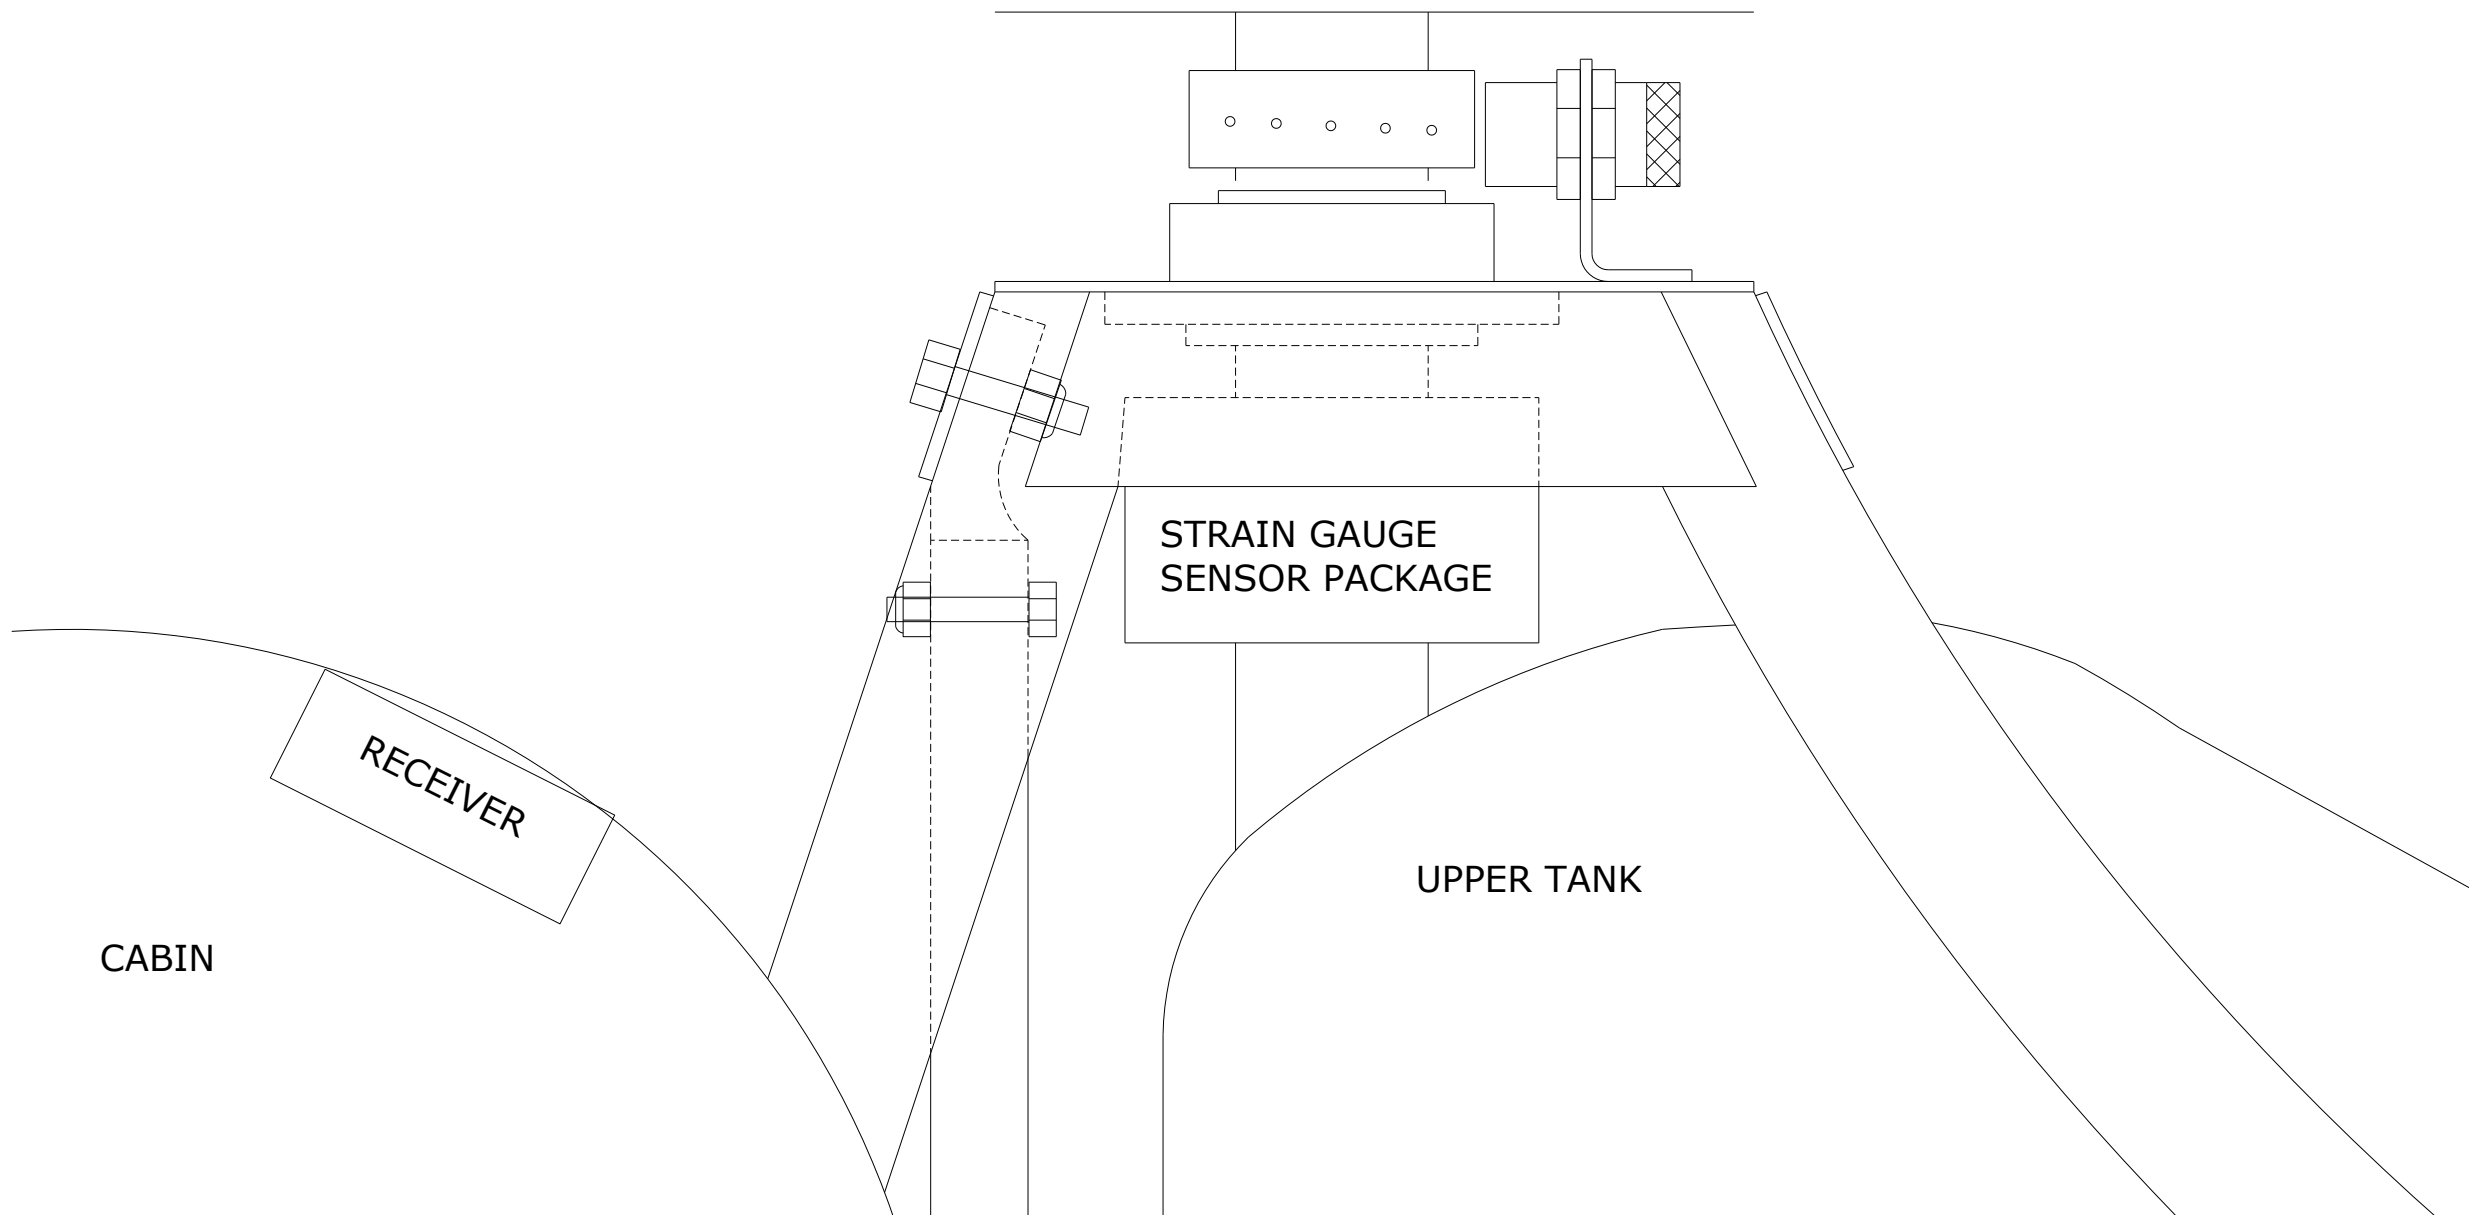 STRAIN GAUGE
SENSOR PACKAGE
RECEIVER
UPPER TANK
CABIN